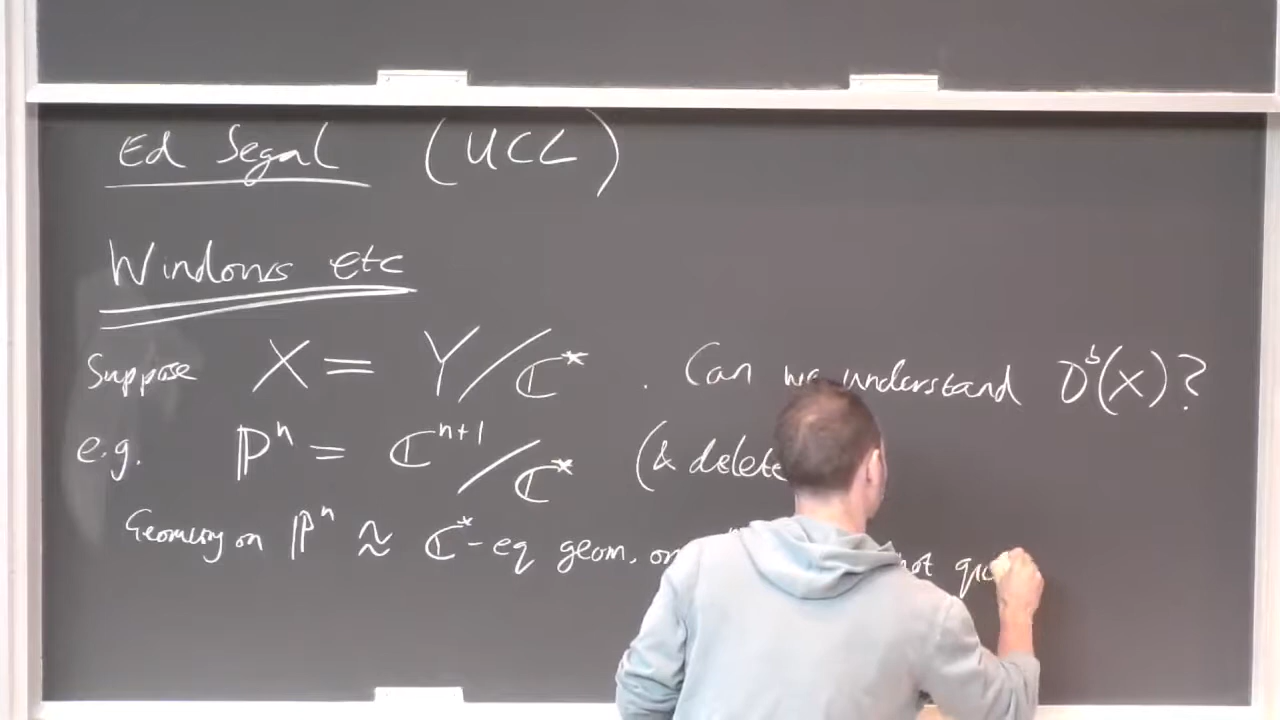 Ed Segal (UCL)
Windows etc
Suppose X = Y/ℂ* . Can we understand Dᵇ(X)?
e.g. ℙⁿ = ℂⁿ⁺¹/ℂ* (& delete
Geometry on ℙⁿ ≈ ℂ*-eq geom. on not